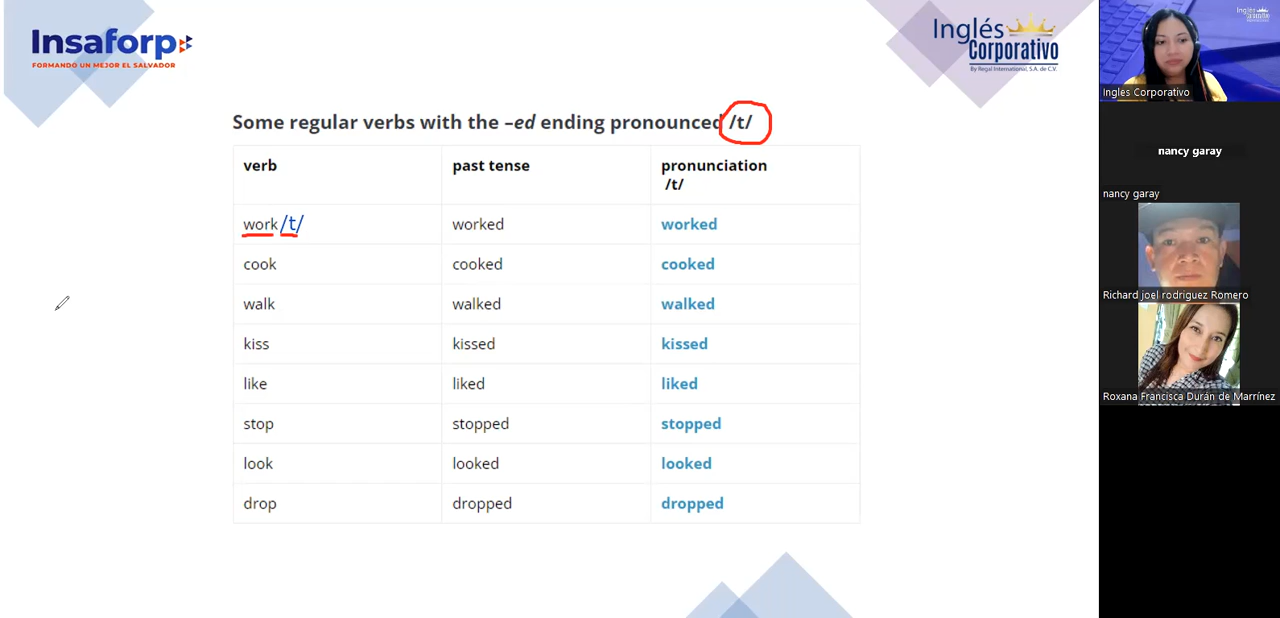 Insaforp
FORMANDO UN MEJOR EL SALVADOR
Inglés
Corporativo
By Regal International, S.A. de C.V.
Some regular verbs with the –ed ending pronounced /t/
verb past tense pronunciation
/t/
work /t/ worked worked
cook cooked cooked
walk walked walked
kiss kissed kissed
like liked liked
stop stopped stopped
look looked looked
drop dropped dropped
Ingles Corporativo
nancy garay
nancy garay
Richard joel rodriguez Romero
Roxana Francisca Durán de Marrínez